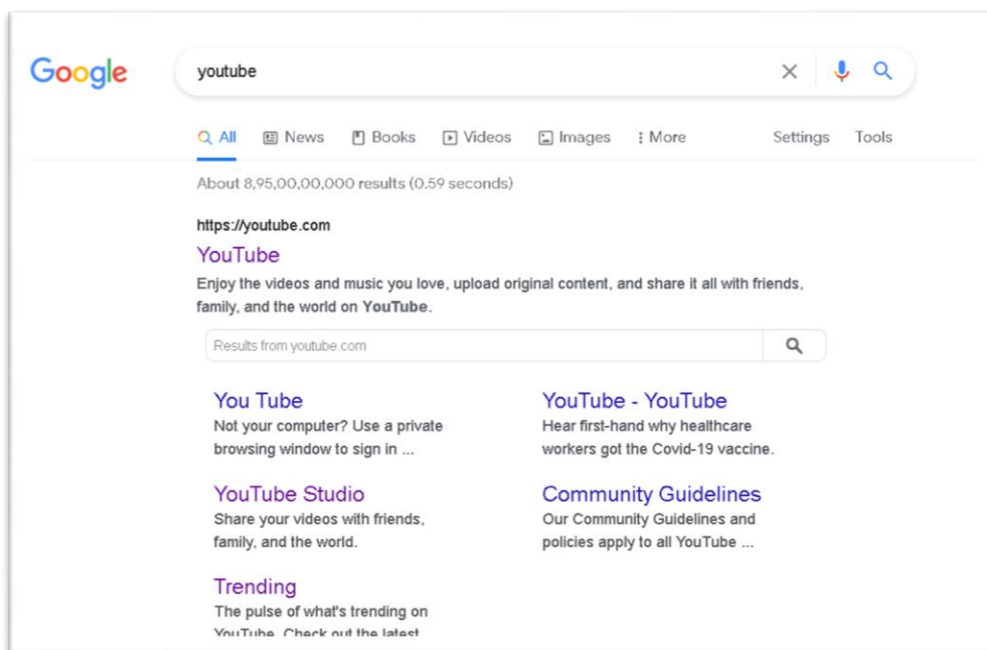 Google
youtube
All News Books Videos Images More Settings Tools
About 8,95,00,00,000 results (0.59 seconds)
https://youtube.com
YouTube
Enjoy the videos and music you love, upload original content, and share it all with friends,
family, and the world on YouTube.
Results from youtube.com
You Tube
Not your computer? Use a private
browsing window to sign in ...
YouTube - YouTube
Hear first-hand why healthcare
workers got the Covid-19 vaccine.
YouTube Studio
Share your videos with friends,
family, and the world.
Community Guidelines
Our Community Guidelines and
policies apply to all YouTube ...
Trending
The pulse of what's trending on
YouTube. Check out the latest